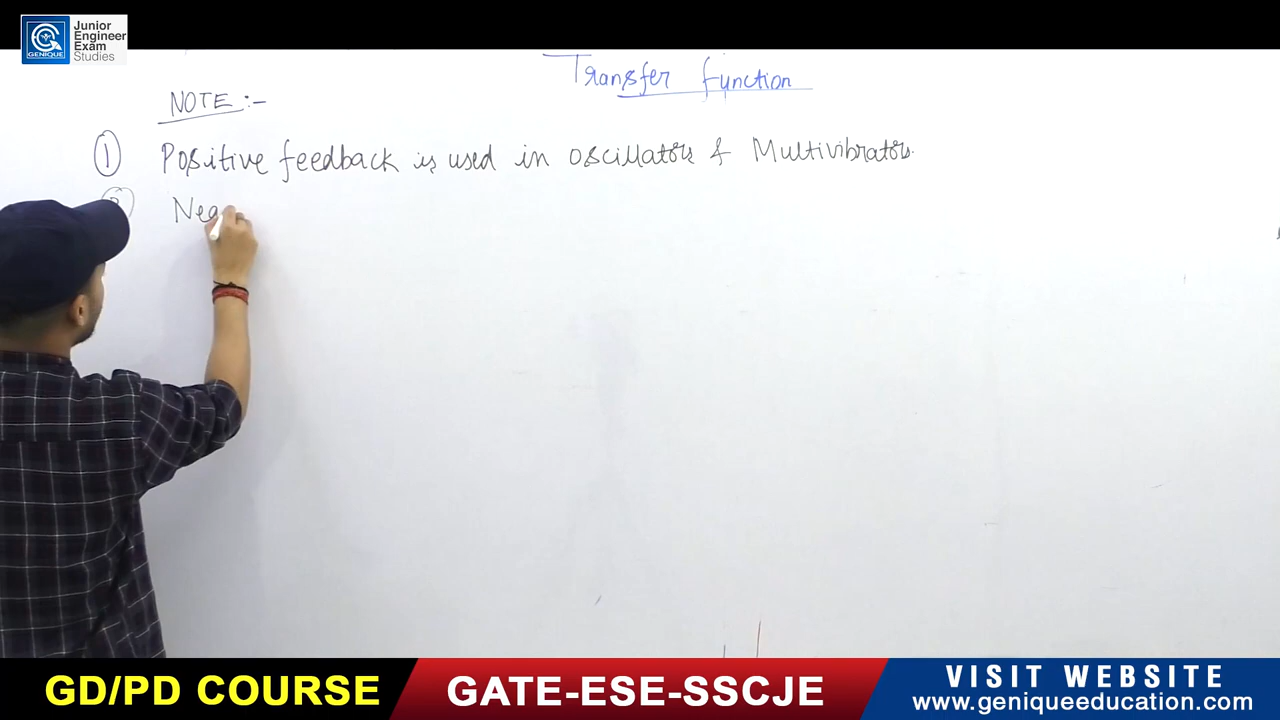 Junior
Engineer
Exam
Studies
GENIQUE
Transfer function
NOTE :-
① Positive feedback is used in oscillators & Multivibrators.
Neg
GD/PD COURSE
GATE-ESE-SSCJE
VISIT WEBSITE
www.geniqueeducation.com